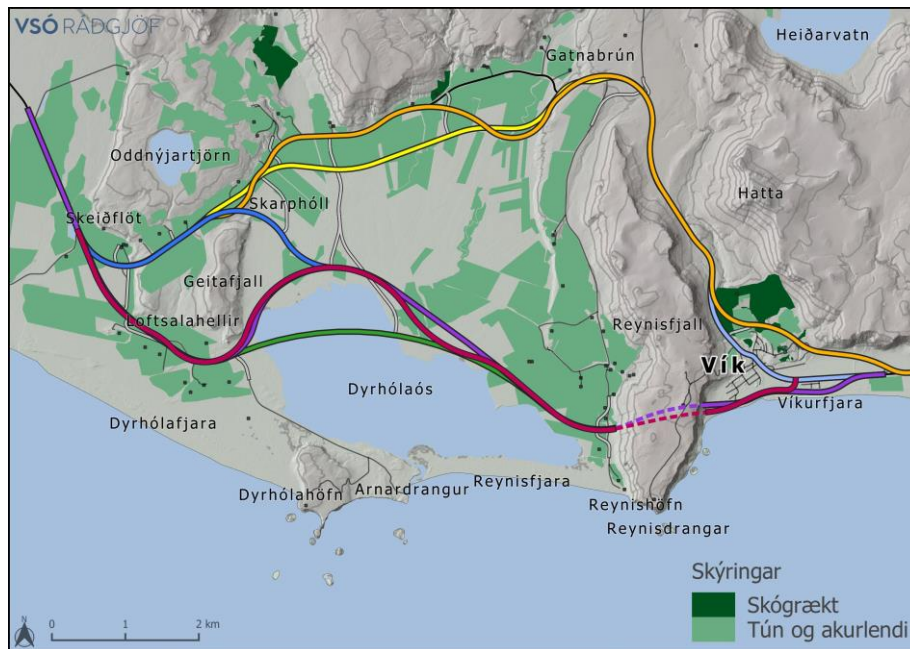 VSÓ RÁÐGJÖF
Heiðarvatn
Gatnabrún
Oddnýjartjörn
Hatta
Skarphóll
Skeiðflöt
Geitafjall
Loftsalahellir
Reynisfjall
Vík
Dyrhólaós
Víkurfjara
Dyrhólafjara
Dyrhólahöfn
Arnardrangur
Reynisfjara
Reynishöfn
Reynisdrangar
Skýringar
Skógrækt
Tún og akurlendi
N
0 1 2 km